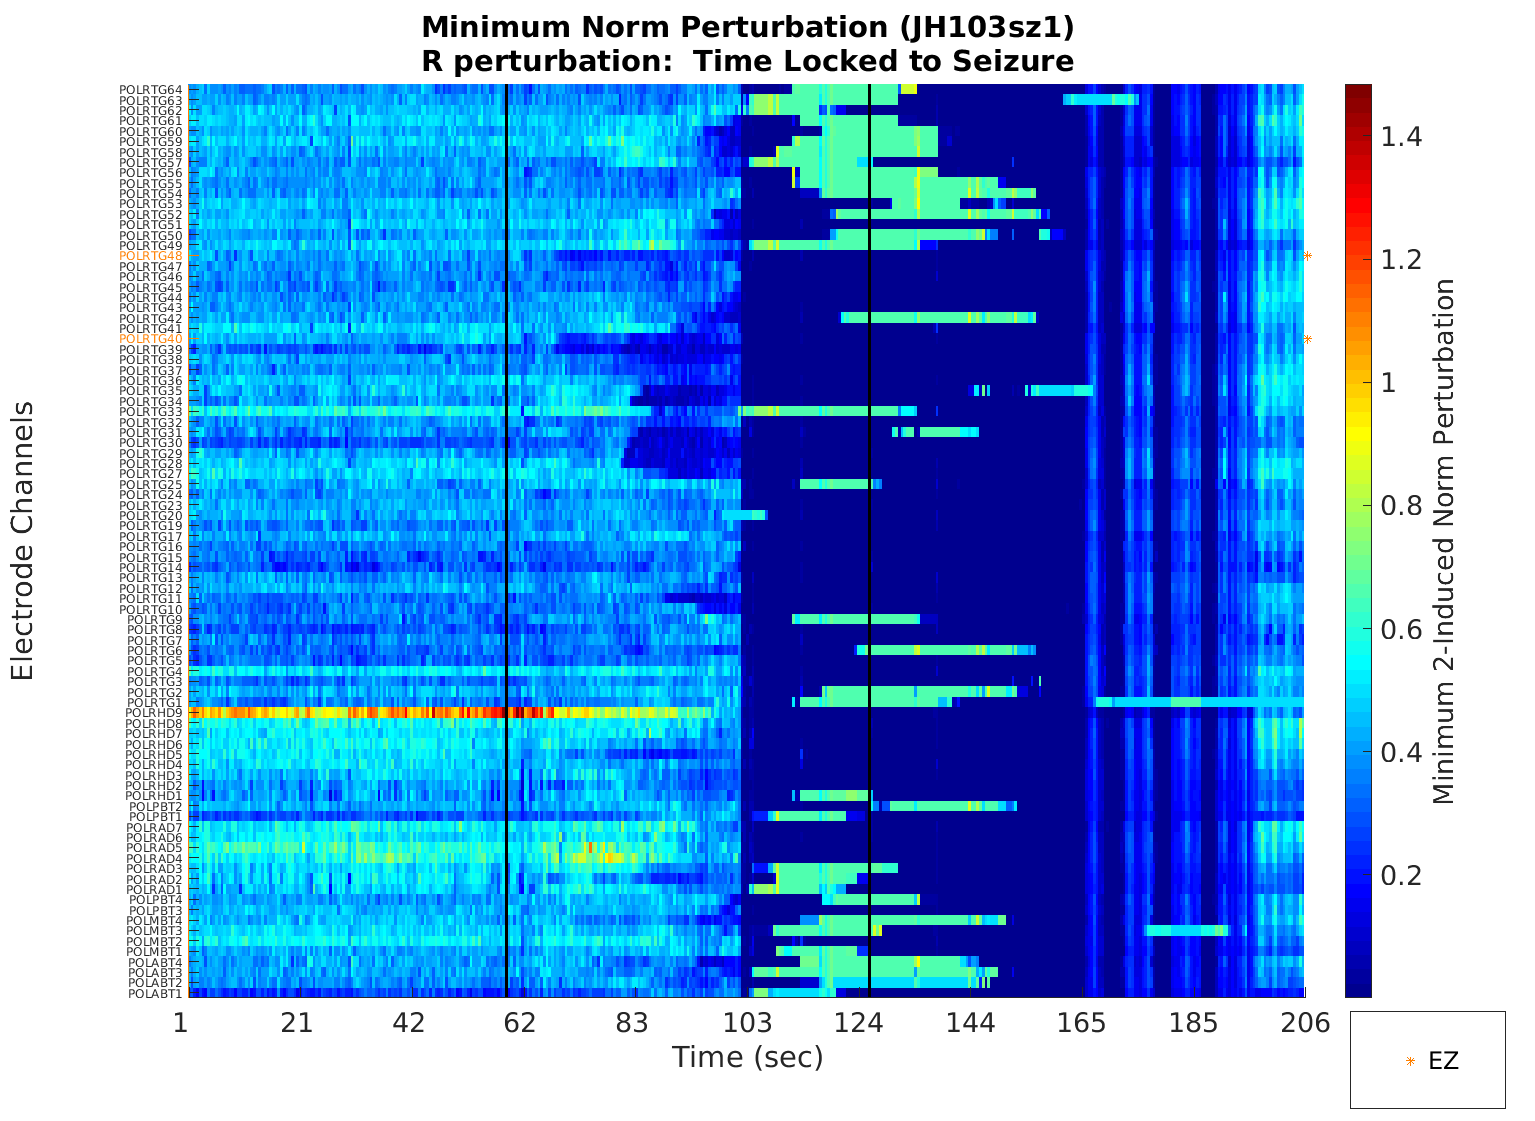 Minimum Norm Perturbation (JH103sz1)
R perturbation:  Time Locked to Seizure
Electrode Channels
POLRTG64
POLRTG63
POLRTG62
POLRTG61
POLRTG60
POLRTG59
POLRTG58
POLRTG57
POLRTG56
POLRTG55
POLRTG54
POLRTG53
POLRTG52
POLRTG51
POLRTG50
POLRTG49
POLRTG48
POLRTG47
POLRTG46
POLRTG45
POLRTG44
POLRTG43
POLRTG42
POLRTG41
POLRTG40
POLRTG39
POLRTG38
POLRTG37
POLRTG36
POLRTG35
POLRTG34
POLRTG33
POLRTG32
POLRTG31
POLRTG30
POLRTG29
POLRTG28
POLRTG27
POLRTG25
POLRTG24
POLRTG23
POLRTG20
POLRTG19
POLRTG17
POLRTG16
POLRTG15
POLRTG14
POLRTG13
POLRTG12
POLRTG11
POLRTG10
POLRTG9
POLRTG8
POLRTG7
POLRTG6
POLRTG5
POLRTG4
POLRTG3
POLRTG2
POLRTG1
POLRHD9
POLRHD8
POLRHD7
POLRHD6
POLRHD5
POLRHD4
POLRHD3
POLRHD2
POLRHD1
POLPBT2
POLPBT1
POLRAD7
POLRAD6
POLRAD5
POLRAD4
POLRAD3
POLRAD2
POLRAD1
POLPBT4
POLPBT3
POLMBT4
POLMBT3
POLMBT2
POLMBT1
POLABT4
POLABT3
POLABT2
POLABT1
1 21 42 62 83 103 124 144 165 185 206
Time (sec)
1.4
1.2
1
0.8
0.6
0.4
0.2
Minimum 2-Induced Norm Perturbation
EZ